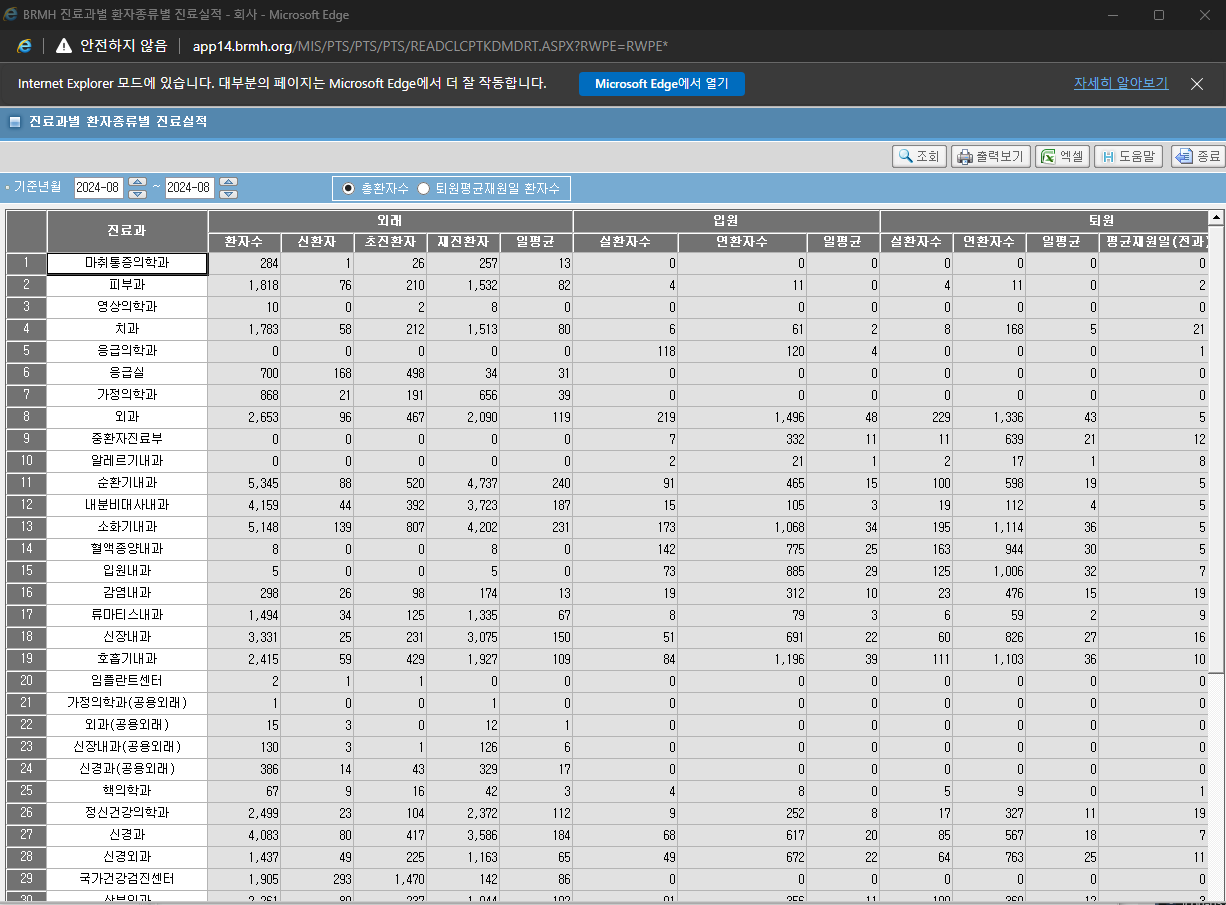 BRMH 진료과별 환자종류별 진료실적 - 회사 - Microsoft Edge
안전하지 않음 app14.brmh.org/MIS/PTS/PTS/PTS/READCLCPTKDMDRT.ASPX?RWPE=RWPE*
Internet Explorer 모드에 있습니다. 대부분의 페이지는 Microsoft Edge에서 더 잘 작동합니다. Microsoft Edge에서 열기 자세히 알아보기
진료과별 환자종류별 진료실적
조회 출력보기 엑셀 도움말 종료
기준년월 2024-08 ~ 2024-08 총환자수 퇴원평균재원일 환자수
진료과 외래 입원 퇴원
환자수 신환자 초진환자 재진환자 일평균 실환자수 연환자수 일평균 실환자수 연환자수 일평균 평균재원일(전과)
1 마취통증의학과 284 1 26 257 13 0 0 0 0 0 0 0
2 피부과 1,818 76 210 1,532 82 4 11 0 4 11 0 2
3 영상의학과 10 0 2 8 0 0 0 0 0 0 0 0
4 치과 1,783 58 212 1,513 80 6 61 2 8 168 5 21
5 응급의학과 0 0 0 0 0 118 120 4 0 0 0 1
6 응급실 700 168 498 34 31 0 0 0 0 0 0 0
7 가정의학과 868 21 191 656 39 0 0 0 0 0 0 0
8 외과 2,653 96 467 2,090 119 219 1,496 48 229 1,336 43 5
9 중환자진료부 0 0 0 0 0 7 332 11 11 639 21 12
10 알레르기내과 0 0 0 0 0 2 21 1 2 17 1 8
11 순환기내과 5,345 88 520 4,737 240 91 465 15 100 598 19 5
12 내분비대사내과 4,159 44 392 3,723 187 15 105 3 19 112 4 5
13 소화기내과 5,148 139 807 4,202 231 173 1,068 34 195 1,114 36 5
14 혈액종양내과 8 0 0 8 0 142 775 25 163 944 30 5
15 입원내과 5 0 0 5 0 73 885 29 125 1,006 32 7
16 감염내과 298 26 98 174 13 19 312 10 23 476 15 19
17 류마티스내과 1,494 34 125 1,335 67 8 79 3 6 59 2 9
18 신장내과 3,331 25 231 3,075 150 51 691 22 60 826 27 16
19 호흡기내과 2,415 59 429 1,927 109 84 1,196 39 111 1,103 36 10
20 임플란트센터 2 1 1 0 0 0 0 0 0 0 0 0
21 가정의학과(공용외래) 1 0 0 1 0 0 0 0 0 0 0 0
22 외과(공용외래) 15 3 0 12 1 0 0 0 0 0 0 0
23 신장내과(공용외래) 130 3 1 126 6 0 0 0 0 0 0 0
24 신경과(공용외래) 386 14 43 329 17 0 0 0 0 0 0 0
25 핵의학과 67 9 16 42 3 4 8 0 5 9 0 1
26 정신건강의학과 2,499 23 104 2,372 112 9 252 8 17 327 11 19
27 신경과 4,083 80 417 3,586 184 68 617 20 85 567 18 7
28 신경외과 1,437 49 225 1,163 65 49 672 22 64 763 25 11
29 국가건강검진센터 1,905 293 1,470 142 86 0 0 0 0 0 0 0